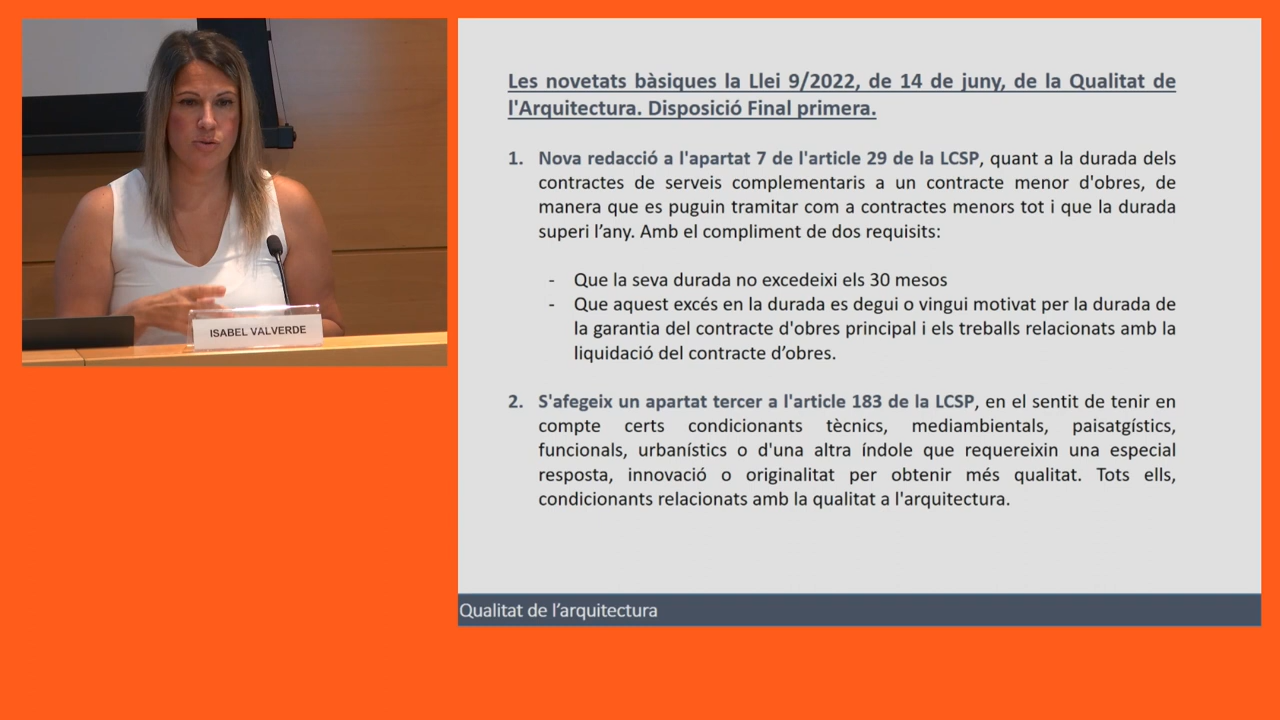 ISABEL VALVERDE
Les novetats bàsiques la Llei 9/2022, de 14 de juny, de la Qualitat de
l'Arquitectura. Disposició Final primera.
1. Nova redacció a l'apartat 7 de l'article 29 de la LCSP, quant a la durada dels
contractes de serveis complementaris a un contracte menor d'obres, de
manera que es puguin tramitar com a contractes menors tot i que la durada
superi l’any. Amb el compliment de dos requisits:
- Que la seva durada no excedeixi els 30 mesos
- Que aquest excés en la durada es degui o vingui motivat per la durada de
la garantia del contracte d'obres principal i els treballs relacionats amb la
liquidació del contracte d’obres.
2. S'afegeix un apartat tercer a l'article 183 de la LCSP, en el sentit de tenir en
compte certs condicionants tècnics, mediambientals, paisatgístics,
funcionals, urbanístics o d'una altra índole que requereixin una especial
resposta, innovació o originalitat per obtenir més qualitat. Tots ells,
condicionants relacionats amb la qualitat a l'arquitectura.
Qualitat de l’arquitectura